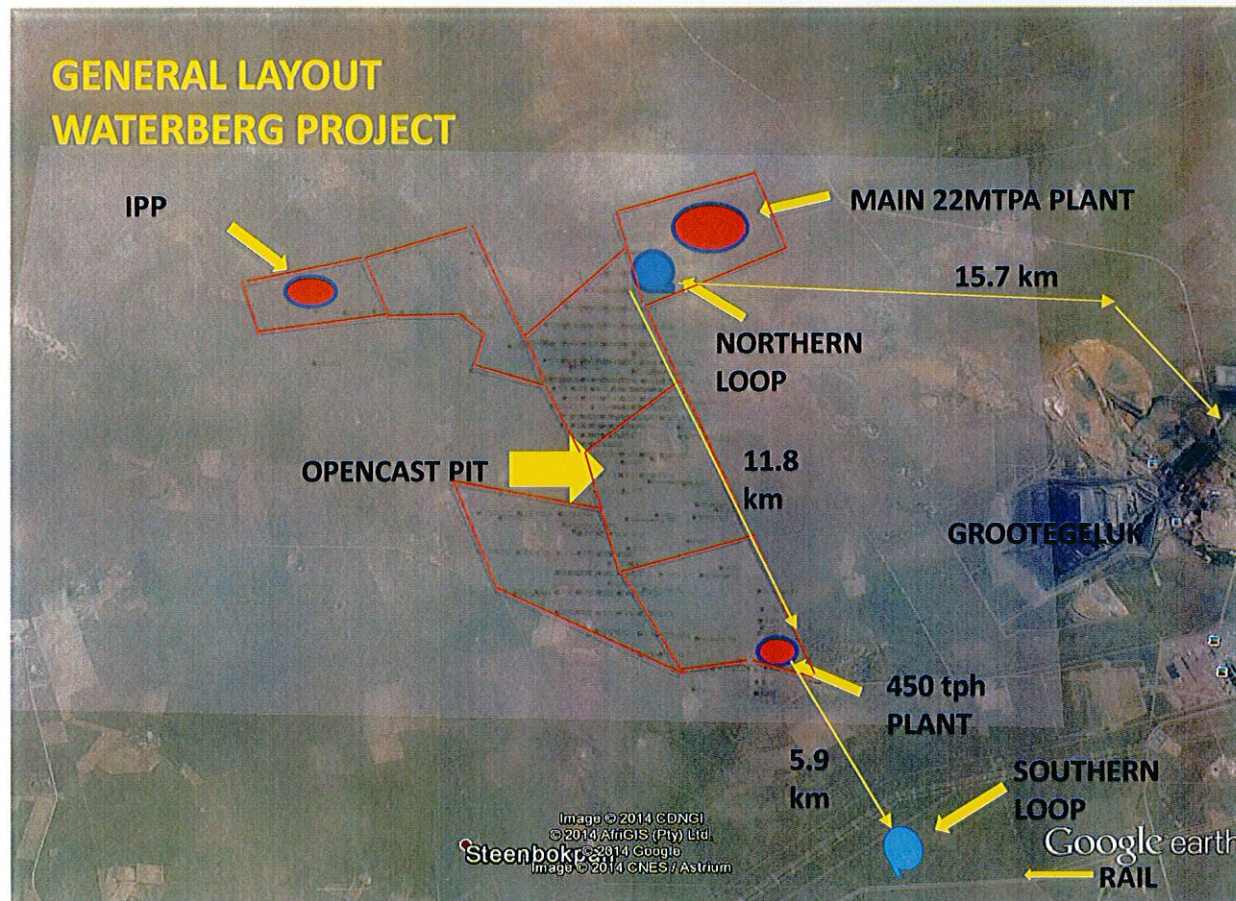 GENERAL LAYOUT
WATERBERG PROJECT
IPP
MAIN 22MTPA PLANT
15.7 km
NORTHERN
LOOP
OPENCAST PIT
11.8
km
GROOTEGELUK
450 tph
PLANT
5.9
km
SOUTHERN
LOOP
Image © 2014 CDNGI
© 2014 AfriGIS (Pty) Ltd.
© 2014 Google
Image © 2014 CNES / Astrium
Steenbokpan
Google earth
RAIL